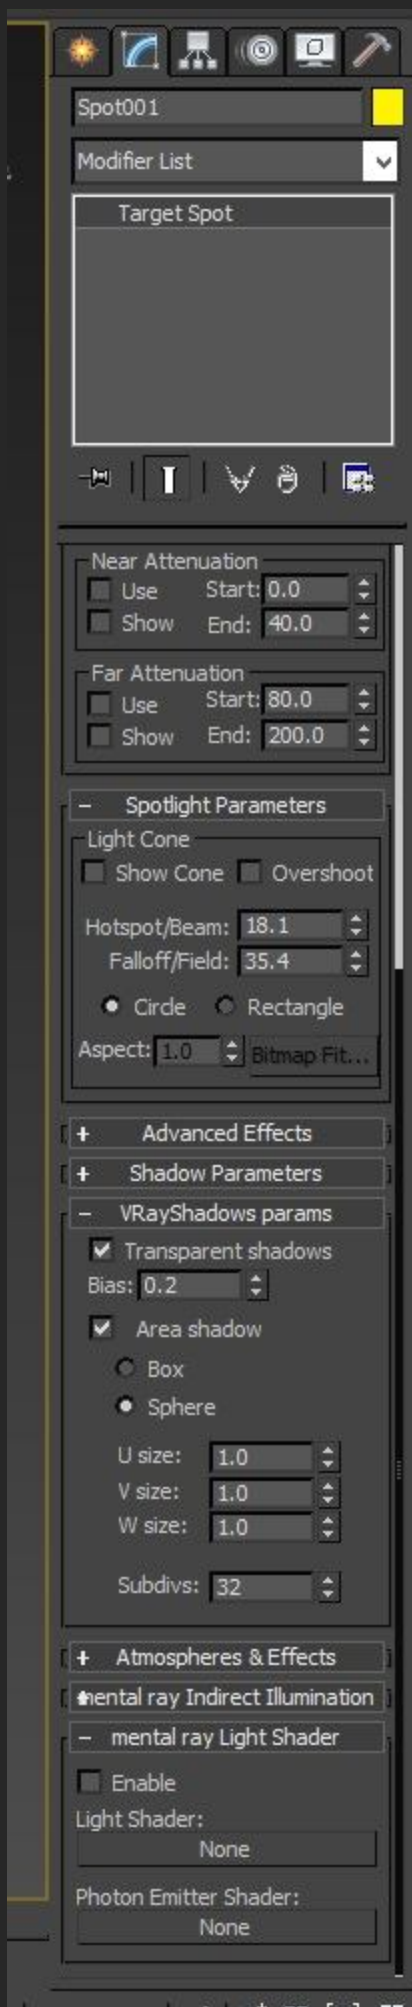 Spot001
Modifier List
Target Spot
Near Attenuation
Use Start: 0.0
Show End: 40.0
Far Attenuation
Use Start: 80.0
Show End: 200.0
- Spotlight Parameters
Light Cone
Show Cone Overshoot
Hotspot/Beam: 18.1
Falloff/Field: 35.4
Circle Rectangle
Aspect: 1.0 Bitmap Fit...
+ Advanced Effects
+ Shadow Parameters
- VRayShadows params
Transparent shadows
Bias: 0.2
Area shadow
Box
Sphere
U size: 1.0
V size: 1.0
W size: 1.0
Subdivs: 32
+ Atmospheres & Effects
+ mental ray Indirect Illumination
- mental ray Light Shader
Enable
Light Shader:
None
Photon Emitter Shader:
None